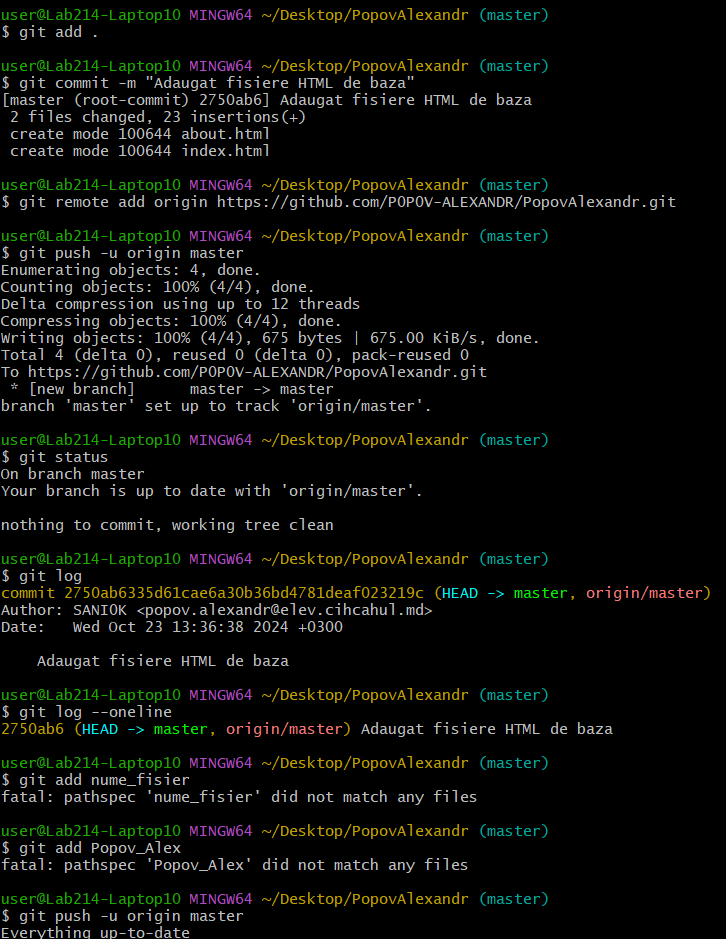 user@Lab214-Laptop10 MINGW64 ~/Desktop/PopovAlexandr (master)
$ git add .
user@Lab214-Laptop10 MINGW64 ~/Desktop/PopovAlexandr (master)
$ git commit -m "Adaugat fisiere HTML de baza"
[master (root-commit) 2750ab6] Adaugat fisiere HTML de baza
 2 files changed, 23 insertions(+)
 create mode 100644 about.html
 create mode 100644 index.html
user@Lab214-Laptop10 MINGW64 ~/Desktop/PopovAlexandr (master)
$ git remote add origin https://github.com/POPOV-ALEXANDR/PopovAlexandr.git
user@Lab214-Laptop10 MINGW64 ~/Desktop/PopovAlexandr (master)
$ git push -u origin master
Enumerating objects: 4, done.
Counting objects: 100% (4/4), done.
Delta compression using up to 12 threads
Compressing objects: 100% (4/4), done.
Writing objects: 100% (4/4), 675 bytes | 675.00 KiB/s, done.
Total 4 (delta 0), reused 0 (delta 0), pack-reused 0
To https://github.com/POPOV-ALEXANDR/PopovAlexandr.git
 * [new branch]      master -> master
branch 'master' set up to track 'origin/master'.
user@Lab214-Laptop10 MINGW64 ~/Desktop/PopovAlexandr (master)
$ git status
On branch master
Your branch is up to date with 'origin/master'.
nothing to commit, working tree clean
user@Lab214-Laptop10 MINGW64 ~/Desktop/PopovAlexandr (master)
$ git log
commit 2750ab6335d61cae6a30b36bd4781deaf023219c (HEAD -> master, origin/master)
Author: SANIOK <popov.alexandr@elev.cihcahul.md>
Date:   Wed Oct 23 13:36:38 2024 +0300
    Adaugat fisiere HTML de baza
user@Lab214-Laptop10 MINGW64 ~/Desktop/PopovAlexandr (master)
$ git log --oneline
2750ab6 (HEAD -> master, origin/master) Adaugat fisiere HTML de baza
user@Lab214-Laptop10 MINGW64 ~/Desktop/PopovAlexandr (master)
$ git add nume_fisier
fatal: pathspec 'nume_fisier' did not match any files
user@Lab214-Laptop10 MINGW64 ~/Desktop/PopovAlexandr (master)
$ git add Popov_Alex
fatal: pathspec 'Popov_Alex' did not match any files
user@Lab214-Laptop10 MINGW64 ~/Desktop/PopovAlexandr (master)
$ git push -u origin master
Everything up-to-date